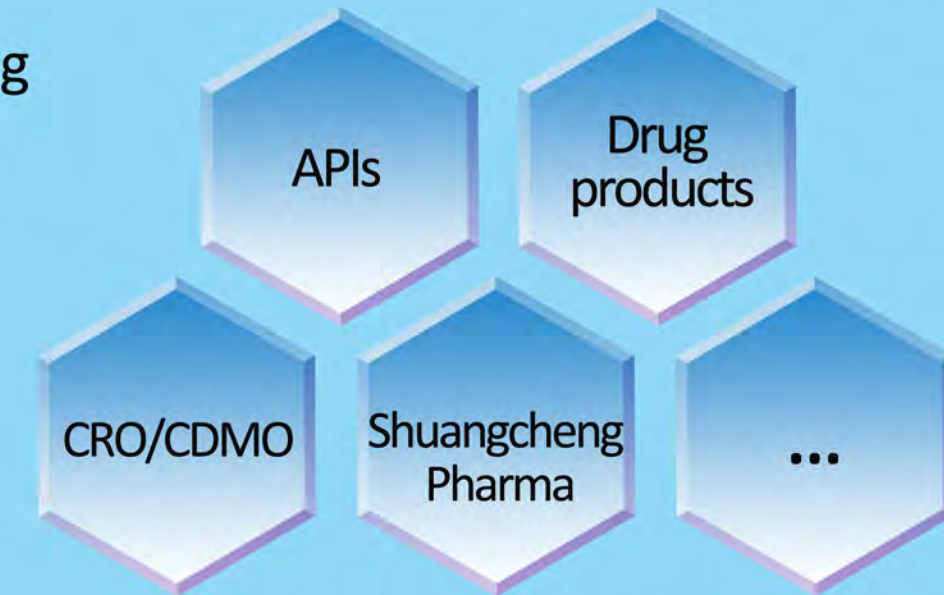 g
APIs
Drug
products
CRO/CDMO
Shuangcheng
Pharma
...